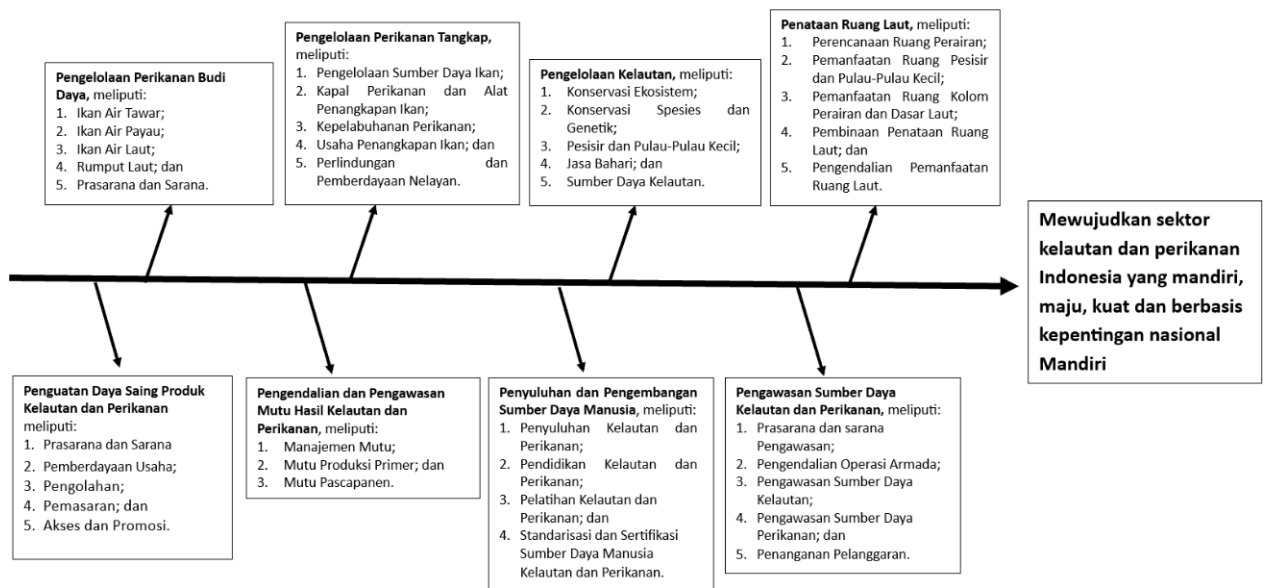 Pengelolaan Perikanan Budi
Daya, meliputi:
1. Ikan Air Tawar;
2. Ikan Air Payau;
3. Ikan Air Laut;
4. Rumput Laut; dan
5. Prasarana dan Sarana.
Pengelolaan Perikanan Tangkap,
meliputi:
1. Pengelolaan Sumber Daya Ikan;
2. Kapal Perikanan dan Alat
Penangkapan Ikan;
3. Kepelabuhanan Perikanan;
4. Usaha Penangkapan Ikan; dan
5. Perlindungan dan
Pemberdayaan Nelayan.
Pengelolaan Kelautan, meliputi:
1. Konservasi Ekosistem;
2. Konservasi Spesies dan
Genetik;
3. Pesisir dan Pulau-Pulau Kecil;
4. Jasa Bahari; dan
5. Sumber Daya Kelautan.
Penataan Ruang Laut, meliputi:
1. Perencanaan Ruang Perairan;
2. Pemanfaatan Ruang Pesisir
dan Pulau-Pulau Kecil;
3. Pemanfaatan Ruang Kolom
Perairan dan Dasar Laut;
4. Pembinaan Penataan Ruang
Laut; dan
5. Pengendalian Pemanfaatan
Ruang Laut.
Mewujudkan sektor
kelautan dan perikanan
Indonesia yang mandiri,
maju, kuat dan berbasis
kepentingan nasional
Mandiri
Penguatan Daya Saing Produk
Kelautan dan Perikanan
meliputi:
1. Prasarana dan Sarana
2. Pemberdayaan Usaha;
3. Pengolahan;
4. Pemasaran; dan
5. Akses dan Promosi.
Pengendalian dan Pengawasan
Mutu Hasil Kelautan dan
Perikanan, meliputi:
1. Manajemen Mutu;
2. Mutu Produksi Primer; dan
3. Mutu Pascapanen.
Penyuluhan dan Pengembangan
Sumber Daya Manusia, meliputi:
1. Penyuluhan Kelautan dan
Perikanan;
2. Pendidikan Kelautan dan
Perikanan;
3. Pelatihan Kelautan dan
Perikanan; dan
4. Standarisasi dan Sertifikasi
Sumber Daya Manusia
Kelautan dan Perikanan.
Pengawasan Sumber Daya
Kelautan dan Perikanan, meliputi:
1. Prasarana dan sarana
Pengawasan;
2. Pengendalian Operasi Armada;
3. Pengawasan Sumber Daya
Kelautan;
4. Pengawasan Sumber Daya
Perikanan; dan
5. Penanganan Pelanggaran.